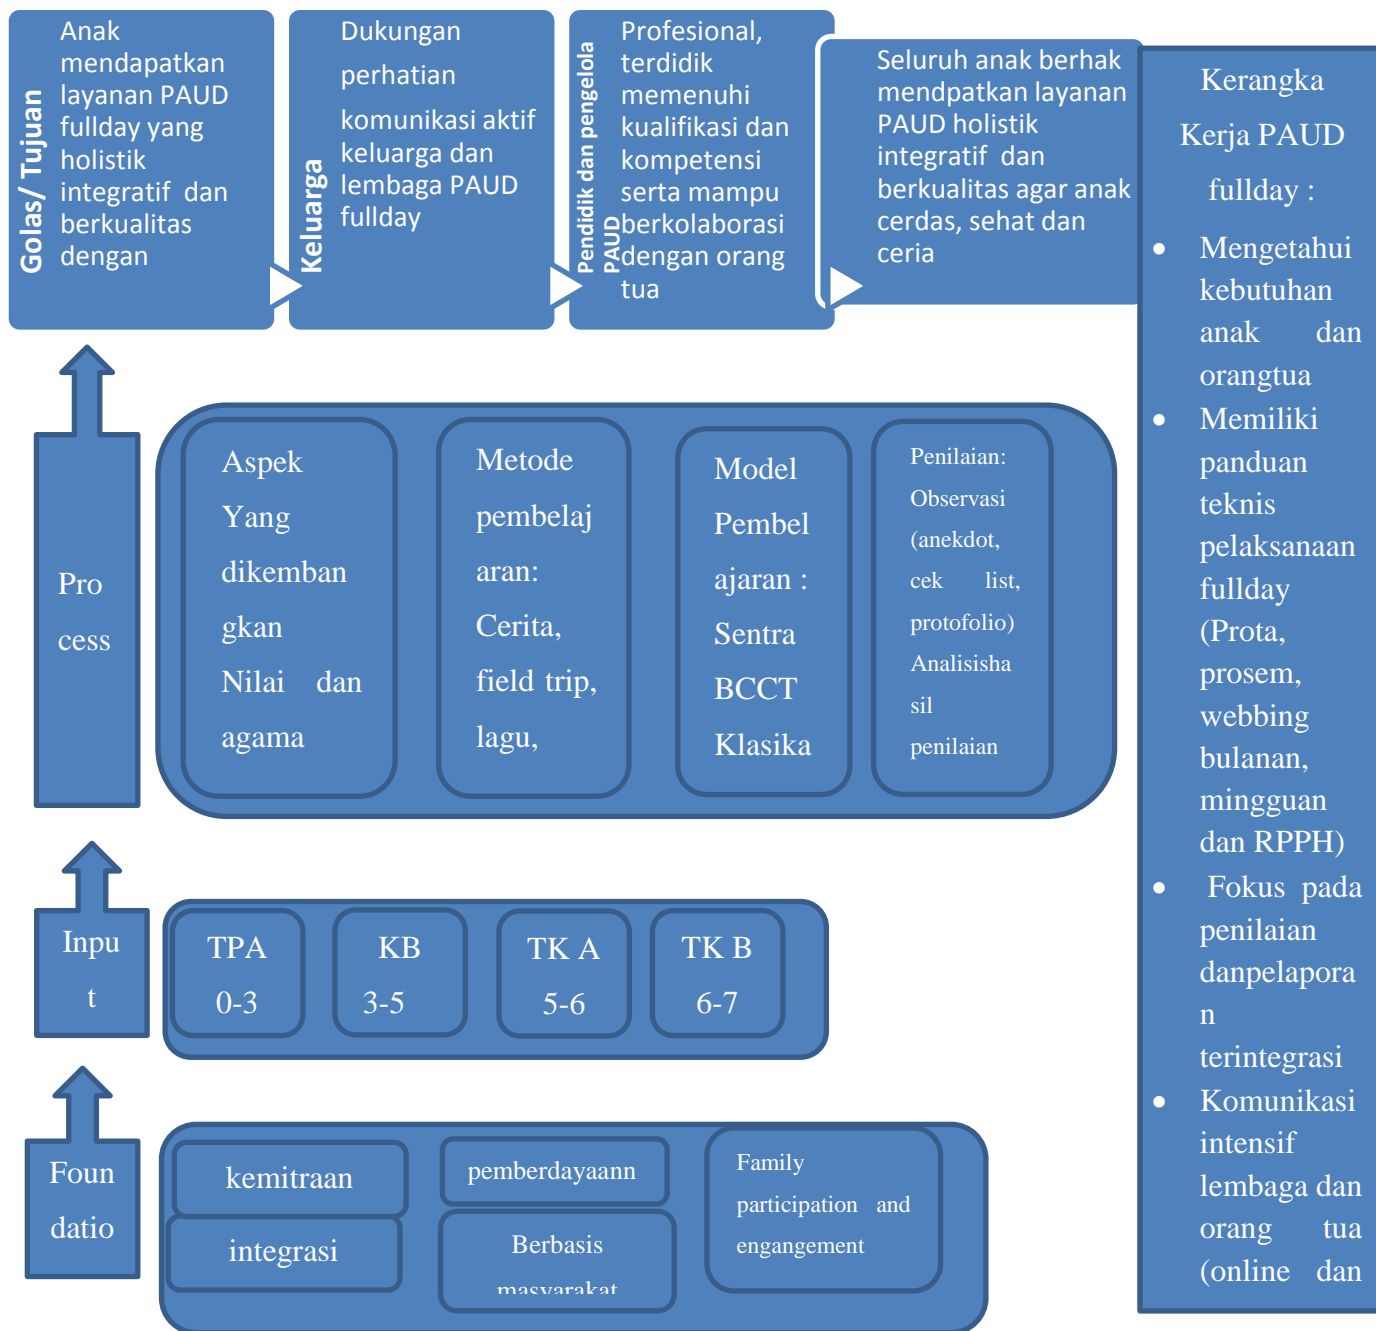 Golas/ Tujuan
Anak
mendapatkan
layanan PAUD
fullday yang
holistik
integratif dan
berkualitas
dengan
Keluarga
Dukungan
perhatian
komunikasi aktif
keluarga dan
lembaga PAUD
fullday
Pendidik dan pengelola
PAUD
Profesional,
terdidik
memenuhi
kualifikasi dan
kompetensi
serta mampu
berkolaborasi
dengan orang
tua
Seluruh anak berhak
mendpatkan layanan
PAUD holistik
integratif dan
berkualitas agar anak
cerdas, sehat dan
ceria
Kerangka
Kerja PAUD
fullday :
• Mengetahui
kebutuhan
anak dan
orangtua
• Memiliki
panduan
teknis
pelaksanaan
fullday
(Prota,
prosem,
webbing
bulanan,
mingguan
dan RPPH)
• Fokus pada
penilaian
danpelapora
n
terintegrasi
• Komunikasi
intensif
lembaga dan
orang tua
(online dan
Pro
cess
Aspek
Yang
dikemban
gkan
Nilai dan
agama
Metode
pembelaj
aran:
Cerita,
field trip,
lagu,
Model
Pembel
ajaran :
Sentra
BCCT
Klasika
Penilaian:
Observasi
(anekdot,
cek list,
protofolio)
Analisisha
sil
penilaian
Inpu
t
TPA
0-3
KB
3-5
TK A
5-6
TK B
6-7
Foun
datio
kemitraan
integrasi
pemberdayaann
Berbasis
masyarakat
Family
participation and
engangement